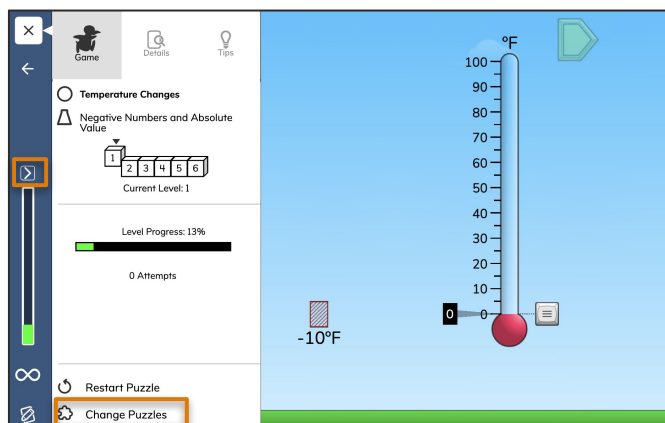 Game
Details
Tips
Temperature Changes
Negative Numbers and Absolute
Value
1
2 3 4 5 6
Current Level: 1
Level Progress: 13%
0 Attempts
Restart Puzzle
Change Puzzles
°F
100
90
80
70
60
50
40
30
20
10
0 0
-10°F